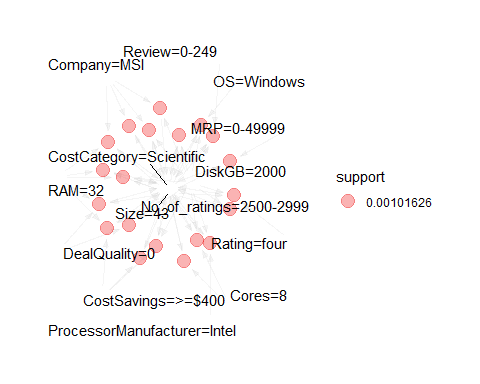 Review=0-249
Company=MSI
OS=Windows
MRP=0-49999
CostCategory=Scientific
DiskGB=2000
support
RAM=32
0.00101626
No_of_ratings=2500-2999
Size=43
Rating=four
DealQuality=0
Cores=8
CostSavings=>=$400
ProcessorManufacturer=Intel